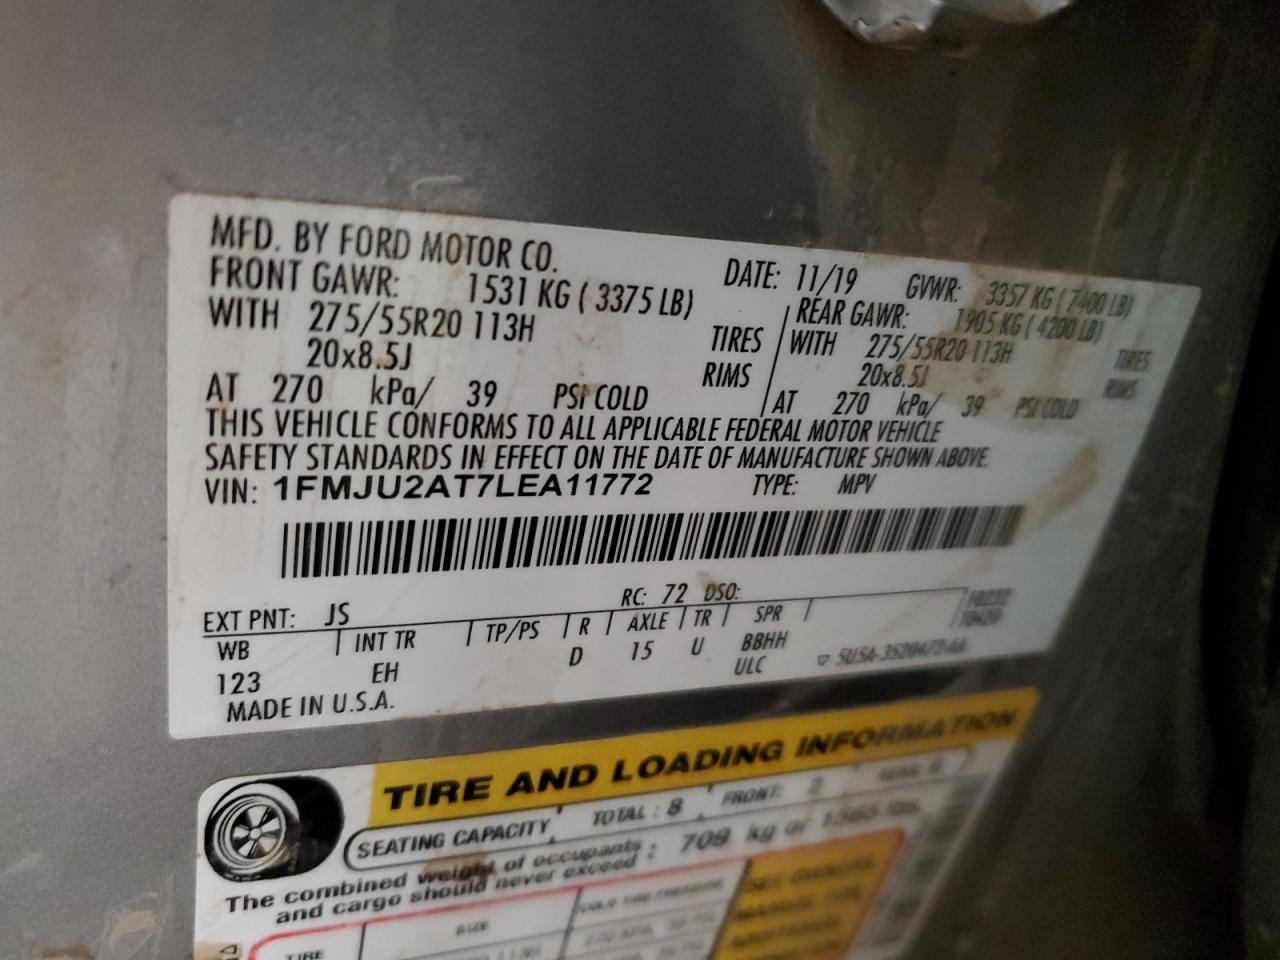 MFD. BY FORD MOTOR CO.
DATE: 11/19 GVWR: 3357 KG ( 7400 LB)
FRONT GAWR: 1531 KG ( 3375 LB)
REAR GAWR: 1905 KG ( 4200 LB)
WITH 275/55R20 113H TIRES
WITH 275/55R20 113H TIRES
20x8.5J RIMS
20x8.5J RIMS
AT 270 kPa/ 39 PSI COLD
AT 270 kPa/ 39 PSI COLD
THIS VEHICLE CONFORMS TO ALL APPLICABLE FEDERAL MOTOR VEHICLE
SAFETY STANDARDS IN EFFECT ON THE DATE OF MANUFACTURE SHOWN ABOVE.
VIN: 1FMJU2AT7LEA11772 TYPE: MPV
EXT PNT: JS RC: 72 DSO:
WB INT TR TP/PS R AXLE TR SPR
123 EH D 15 U BBHH
ULC
MADE IN U.S.A.
TIRE AND LOADING INFORMATION
SEATING CAPACITY TOTAL : 8 FRONT: 2
The combined weight of occupants : 709 kg or
and cargo should never exceed
TIRE SIZE COLD TIRE PRESSURE